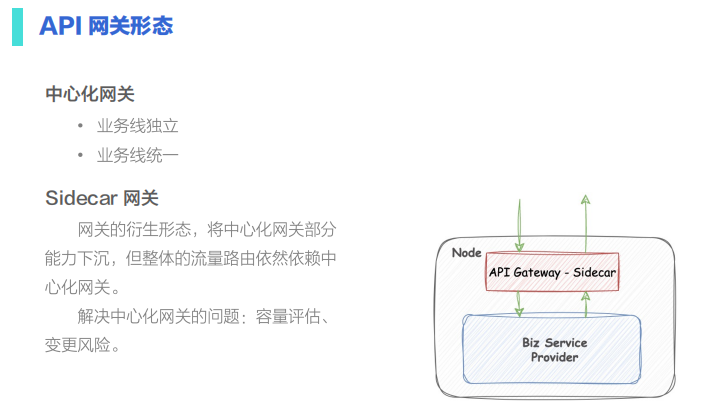 API 网关形态
中心化网关
• 业务线独立
• 业务线统一
Sidecar 网关
网关的衍生形态，将中心化网关部分
能力下沉，但整体的流量路由依然依赖中
心化网关。
解决中心化网关的问题：容量评估、
变更风险。
Node
API Gateway - Sidecar
Biz Service
Provider